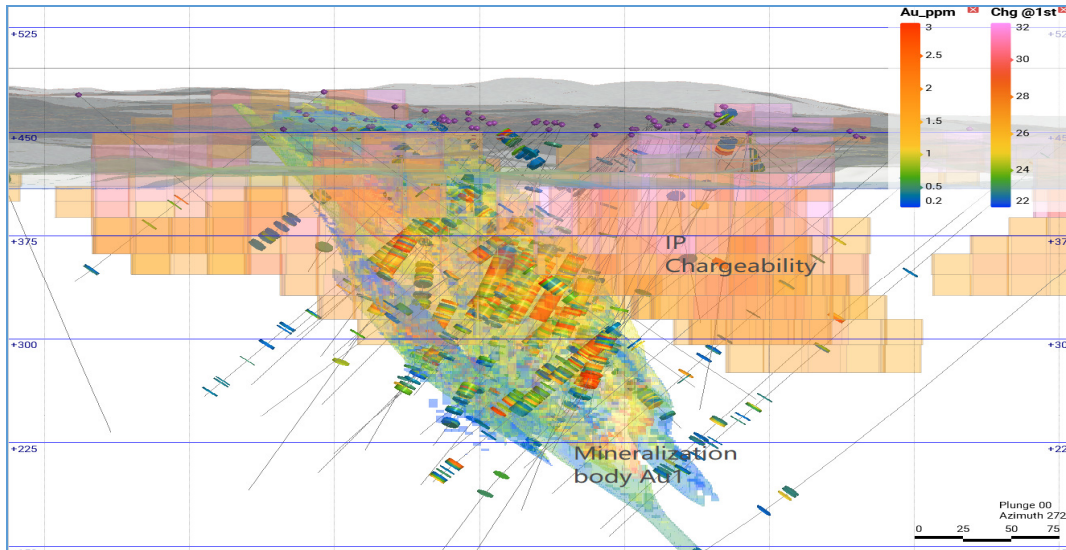 Au_ppm Chg @1st
3 32
2.5 30
2 28
1.5 26
1 24
0.5
0.2 22
+525
+450
+375
+300
+225
IP
Chargeability
Mineralization
body Au1
Plunge 00
Azimuth 272
0 25 50 75